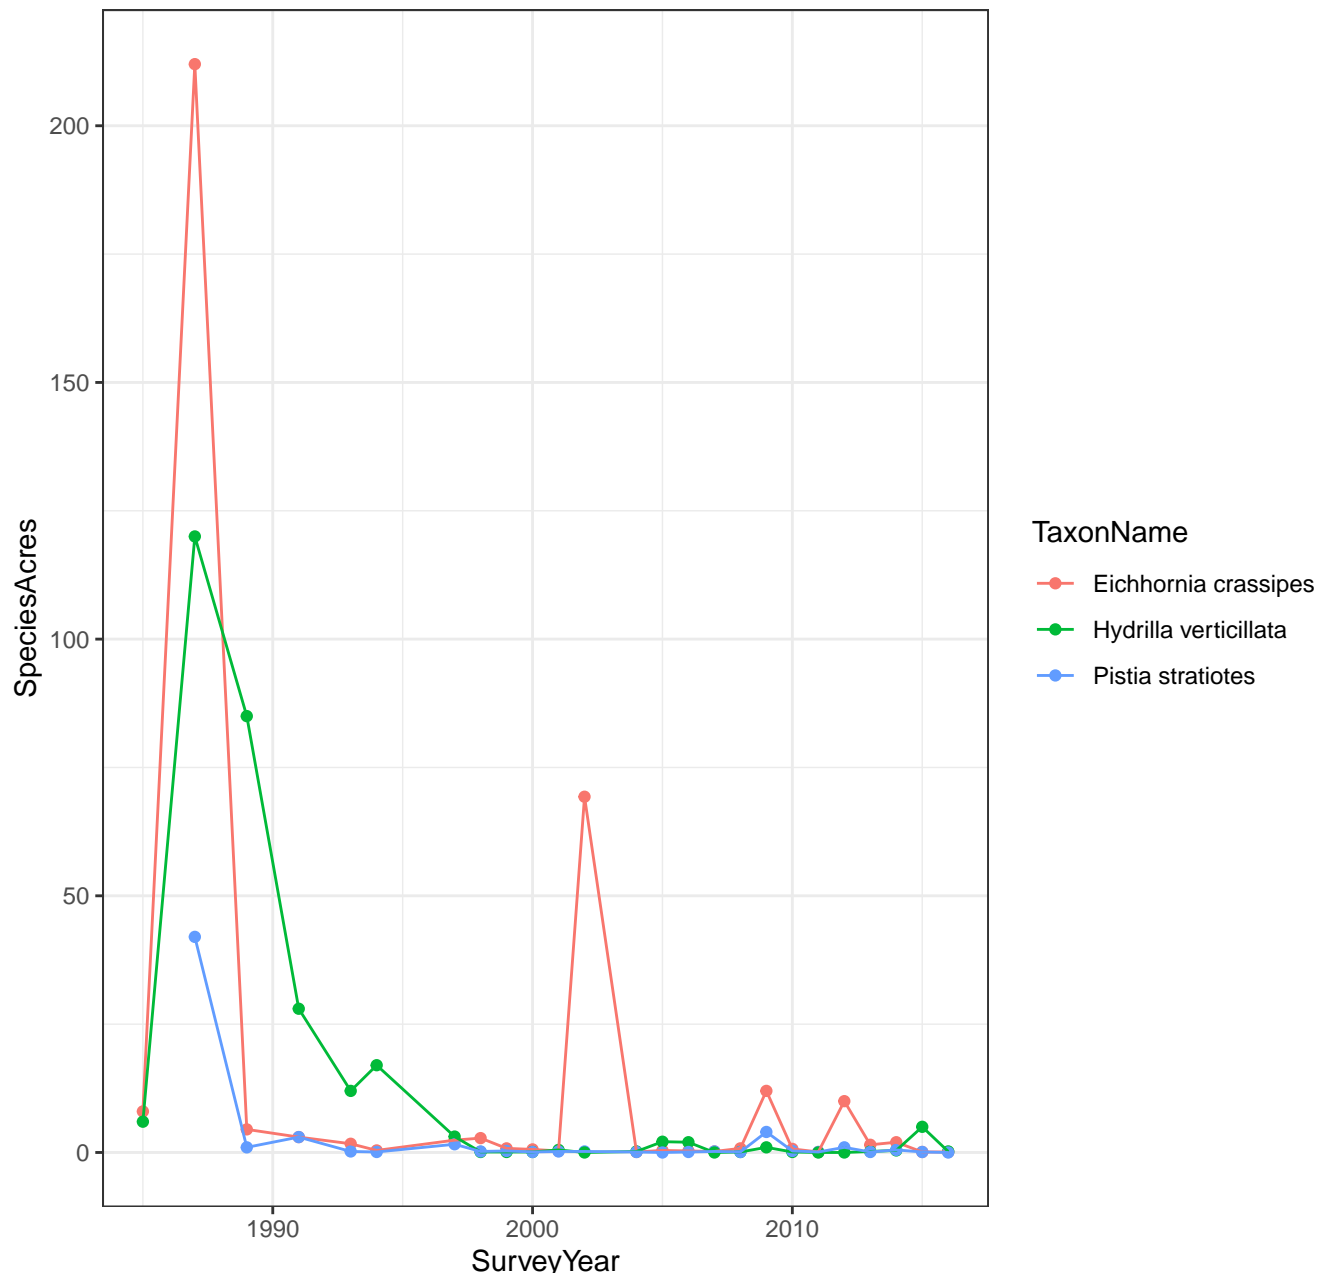 200
150
100
50
0
SpeciesAcres
1990 2000 2010
SurveyYear
TaxonName
Eichhornia crassipes
Hydrilla verticillata
Pistia stratiotes